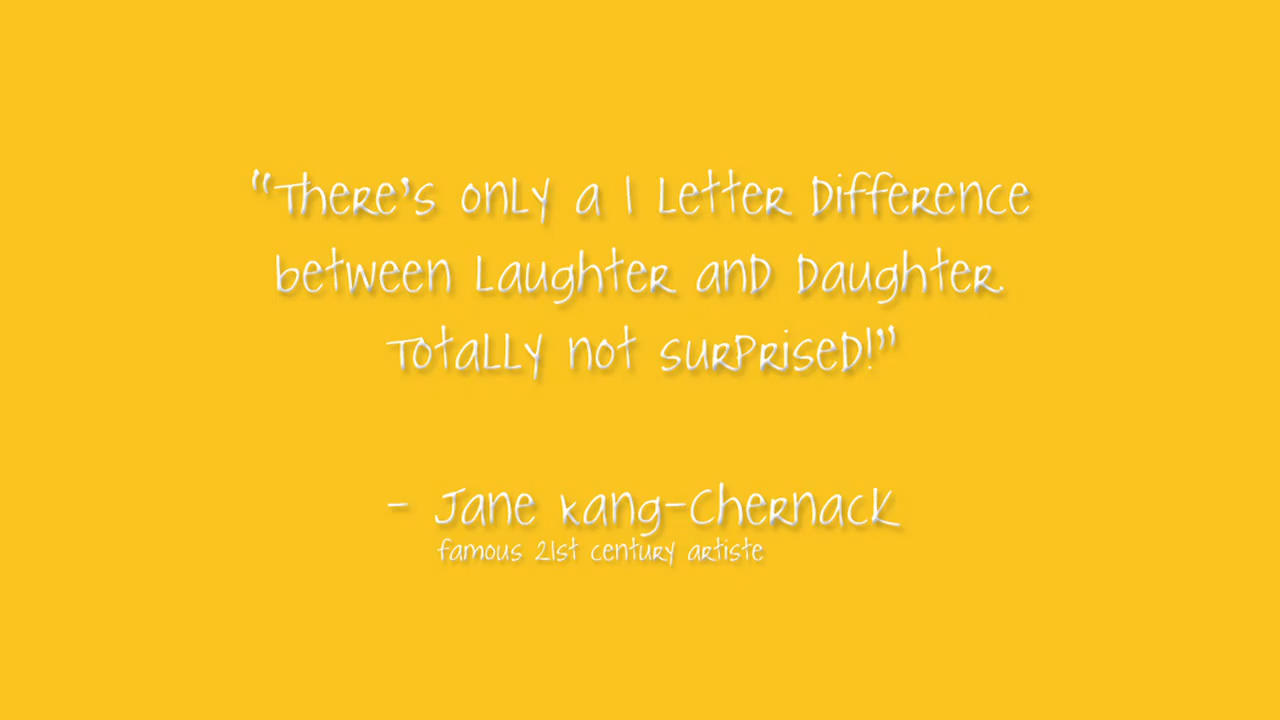 “There’s only a 1 Letter Difference
between Laughter and Daughter.
Totally not surprised!”
- Jane Kang-Chernack
famous 21st century artiste